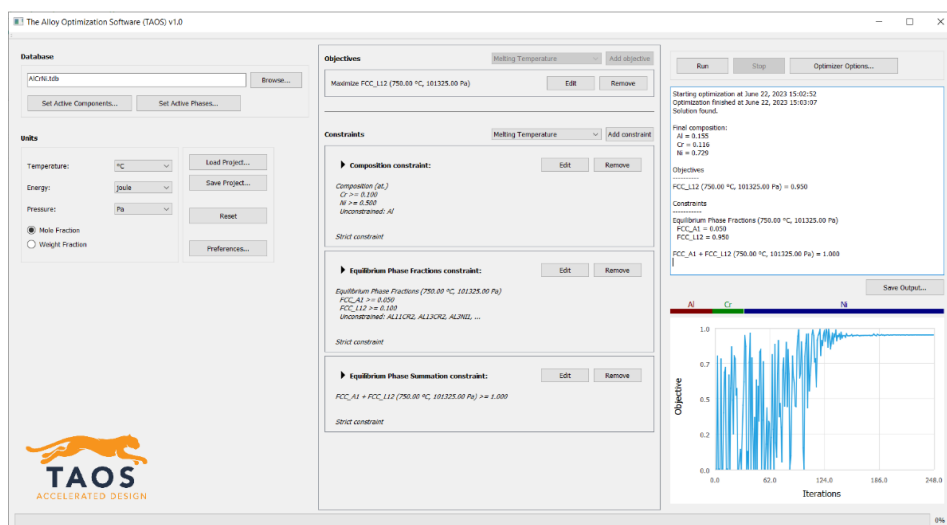 The Alloy Optimization Software (TAOS) v1.0
Database
AlCrNi.tdb
Browse...
Set Active Components...
Set Active Phases...
Units
Temperature:
°C
Energy:
Joule
Pressure:
Pa
Mole Fraction
Weight Fraction
Load Project...
Save Project...
Reset
Preferences...
TAOS
ACCELERATED DESIGN
Objectives
Melting Temperature
Add objective
Maximize FCC_L12 (750.00 °C, 101325.00 Pa)
Edit
Remove
Constraints
Melting Temperature
Add constraint
Composition constraint:
Edit
Remove
Composition (at.)
Cr >= 0.100
Ni >= 0.500
Unconstrained: Al
Strict constraint
Equilibrium Phase Fractions constraint:
Edit
Remove
Equilibrium Phase Fractions (750.00 °C, 101325.00 Pa)
FCC_A1 >= 0.050
FCC_L12 >= 0.100
Unconstrained: AL11CR2, AL13CR2, AL3NI1, ...
Strict constraint
Equilibrium Phase Summation constraint:
Edit
Remove
FCC_A1 + FCC_L12 (750.00 °C, 101325.00 Pa) >= 1.000
Strict constraint
Run
Stop
Optimizer Options...
Starting optimization at June 22, 2023 15:02:52
Optimization finished at June 22, 2023 15:03:07
Solution found.
Final composition:
Al = 0.155
Cr = 0.116
Ni = 0.729
Objectives
----------
FCC_L12 (750.00 °C, 101325.00 Pa) = 0.950
Constraints
-----------
Equilibrium Phase Fractions (750.00 °C, 101325.00 Pa)
FCC_A1 = 0.050
FCC_L12 = 0.950
FCC_A1 + FCC_L12 (750.00 °C, 101325.00 Pa) = 1.000
Save Output...
Al
Cr
Ni
1.0
0.7
0.5
0.2
0.0
Objective
0.0
62.0
124.0
186.0
248.0
Iterations
0%